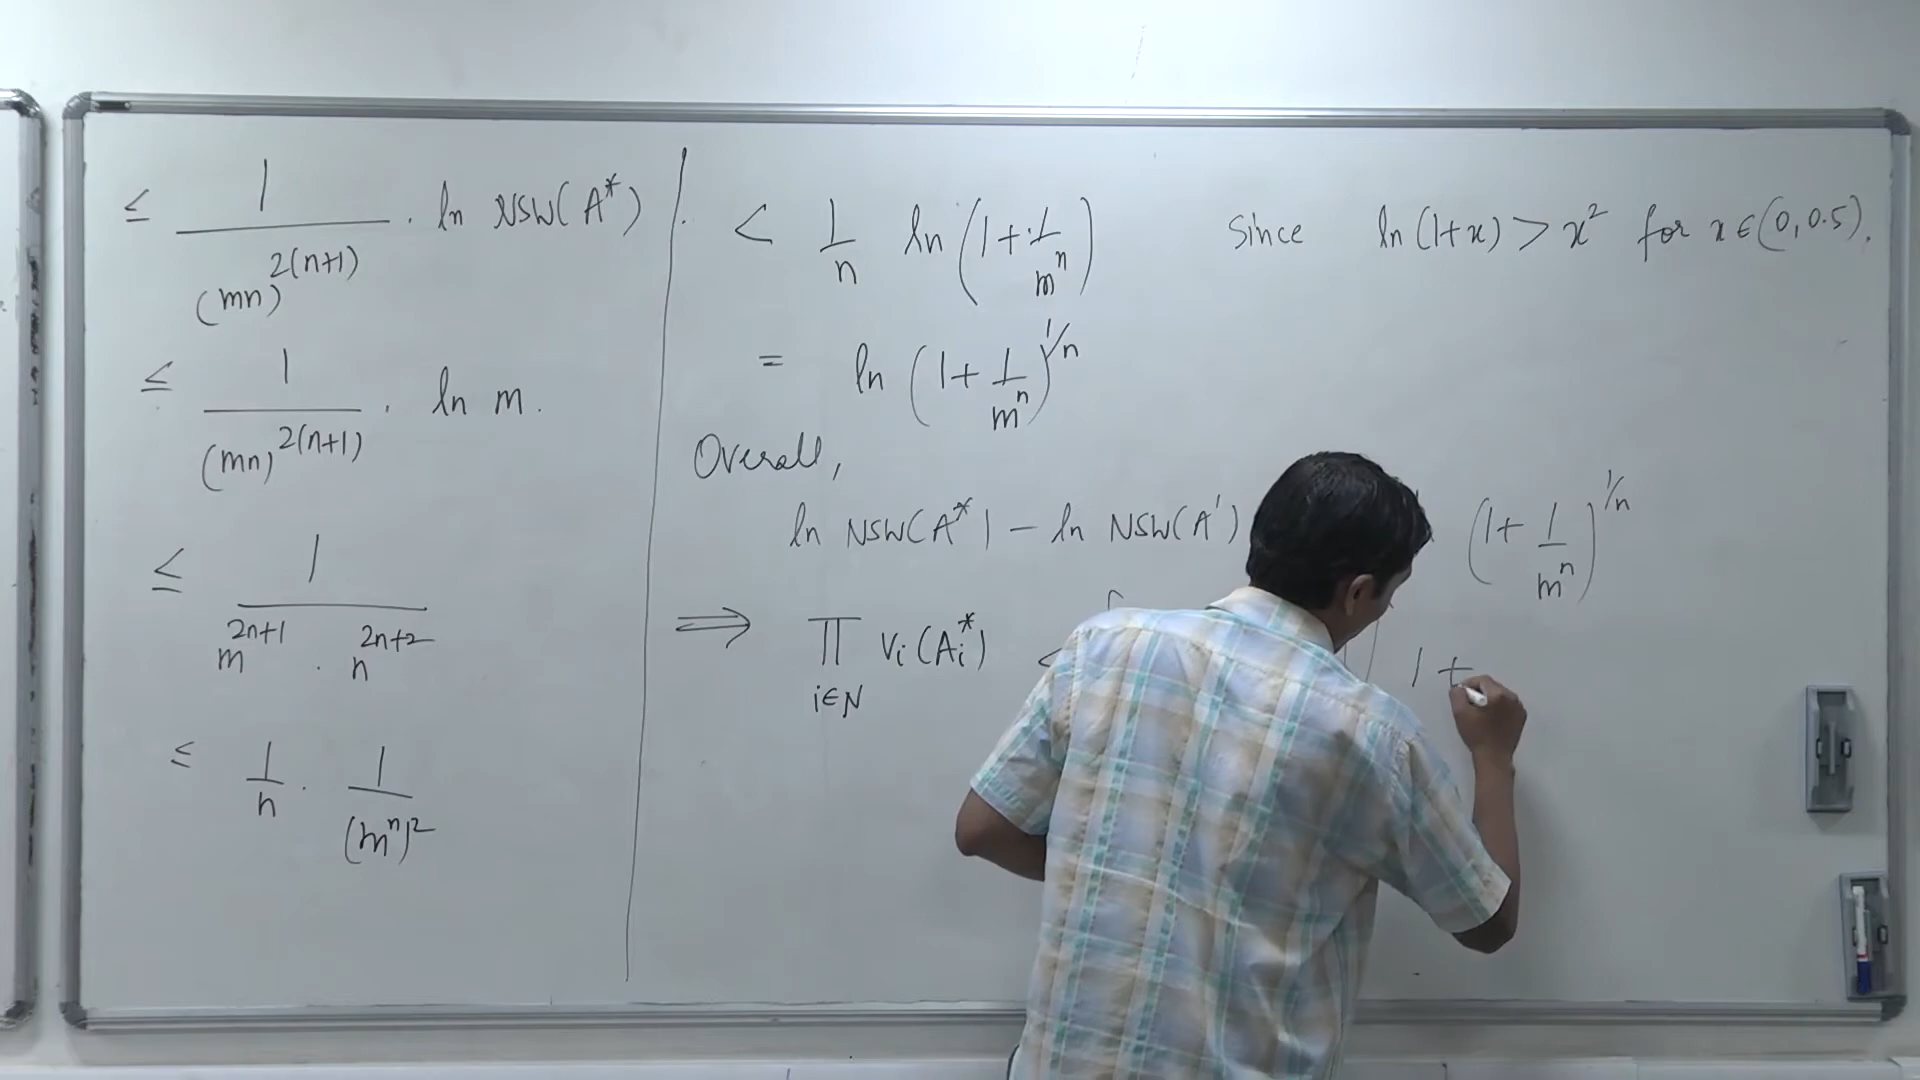 ≤ 1/(mn)^{2(n+1)} · ln NSW(A*).
≤ 1/(mn)^{2(n+1)} · ln m.
≤ 1/(m^{2n+1} · n^{2n+2})
≤ 1/n · 1/(m^n)^2
< 1/n ln(1+1/m^n) Since ln(1+x) > x^2 for x ∈ (0, 0.5).
= ln (1+1/m^n)^{1/n}
Overall,
ln NSW(A*) − ln NSW(A') (1+1/m^n)^{1/n}
⟹ ∏_{i∈N} v_i(A_i^*) < 1 +